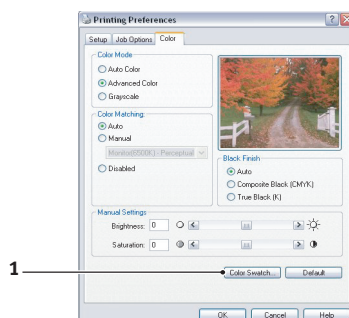 Printing Preferences
Setup Job Options Color
Color Mode
Auto Color
Advanced Color
Grayscale
Color Matching
Auto
Manual
Monitor(6500K) - Perceptual
Disabled
Black Finish
Auto
Composite Black (CMYK)
True Black (K)
Manual Settings
Brightness: 0
Saturation: 0
1
Color Swatch... Default
OK Cancel Help